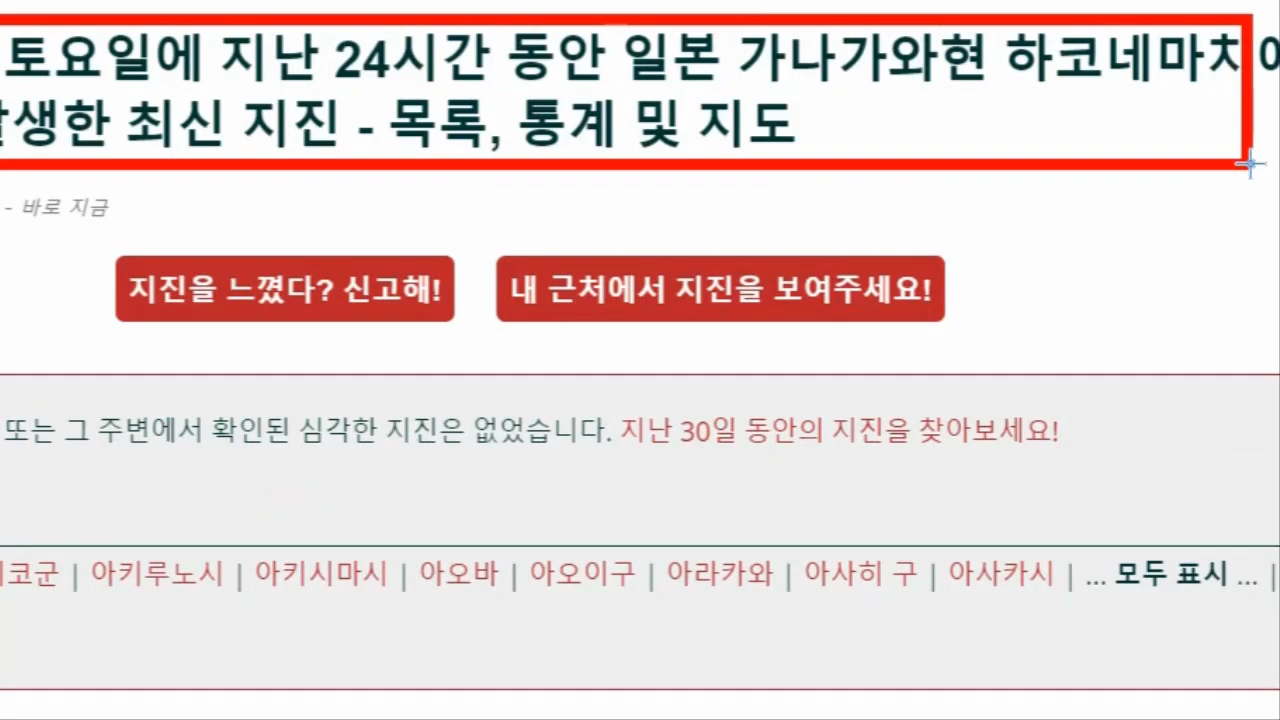 토요일에 지난 24시간 동안 일본 가나가와현 하코네마치
발생한 최신 지진 - 목록, 통계 및 지도
- 바로 지금
지진을 느꼈다? 신고해!
내 근처에서 지진을 보여주세요!
또는 그 주변에서 확인된 심각한 지진은 없었습니다. 지난 30일 동안의 지진을 찾아보세요!
코군 | 아키루노시 | 아키시마시 | 아오바 | 아오이구 | 아라카와 | 아사히 구 | 아사카시 | ... 모두 표시 ... |